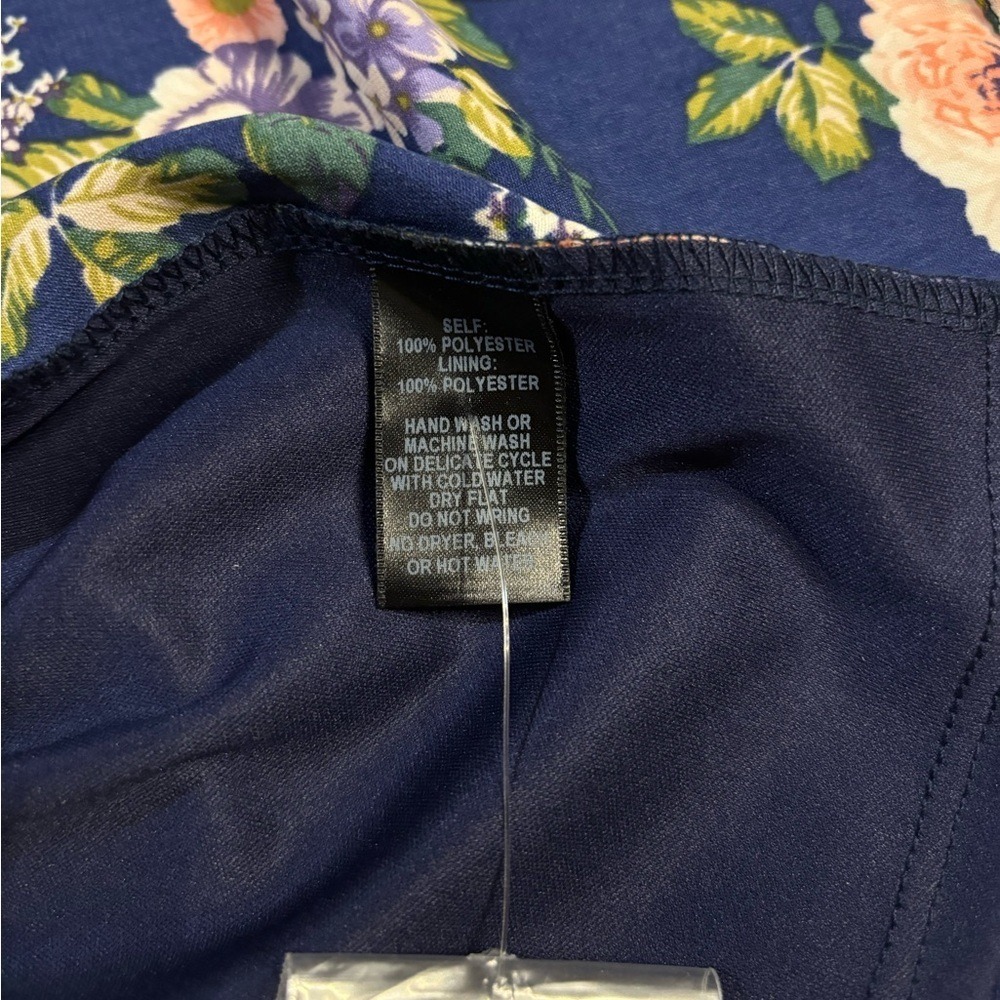 SELF:
100% POLYESTER
LINING:
100% POLYESTER
HAND WASH OR
MACHINE WASH
ON DELICATE CYCLE
WITH COLD WATER
DRY FLAT
DO NOT WRING
NO DRYER, BLEACH
OR HOT WATER